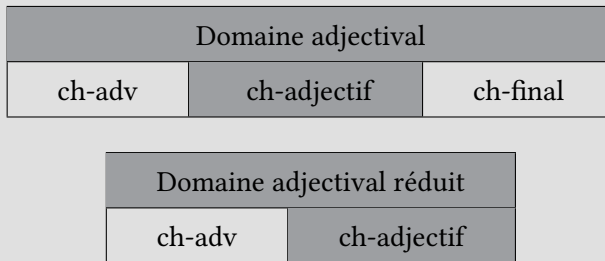 Domaine adjectival
ch-adv ch-adjectif ch-final
Domaine adjectival réduit
ch-adv ch-adjectif